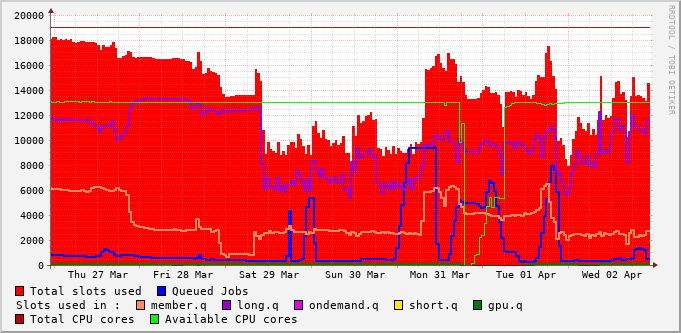 20000
18000
16000
14000
12000
10000
8000
6000
4000
2000
0
Thu 27 Mar Fri 28 Mar Sat 29 Mar Sun 30 Mar Mon 31 Mar Tue 01 Apr Wed 02 Apr
Total slots used Queued Jobs
Slots used in : member.q long.q ondemand.q short.q gpu.q
Total CPU cores Available CPU cores
RRDTOOL / TOBI OETIKER